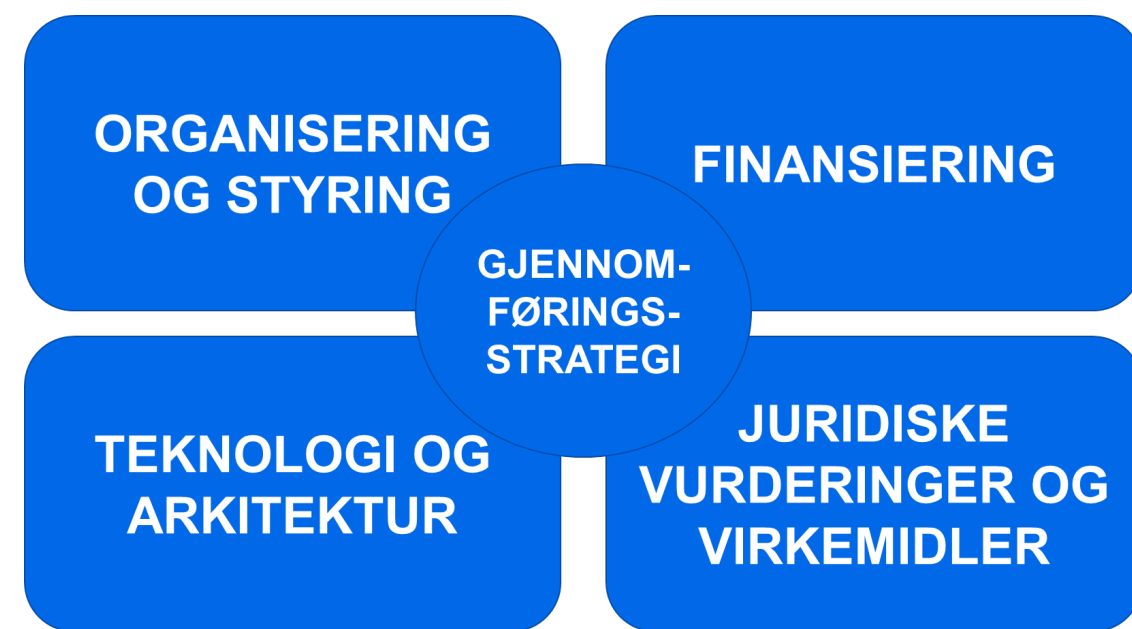 ORGANISERING
OG STYRING
FINANSIERING
GJENNOM-
FØRINGS-
STRATEGI
TEKNOLOGI OG
ARKITEKTUR
JURIDISKE
VURDERINGER OG
VIRKEMIDLER